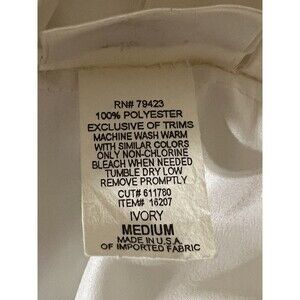 RN# 79423
100% POLYESTER
EXCLUSIVE OF TRIMS
MACHINE WASH WARM
WITH SIMILAR COLORS
ONLY NON-CHLORINE
BLEACH WHEN NEEDED
TUMBLE DRY LOW
REMOVE PROMPTLY
CUT# 611780
ITEM# 16207
IVORY
MEDIUM
MADE IN U.S.A.
OF IMPORTED FABRIC